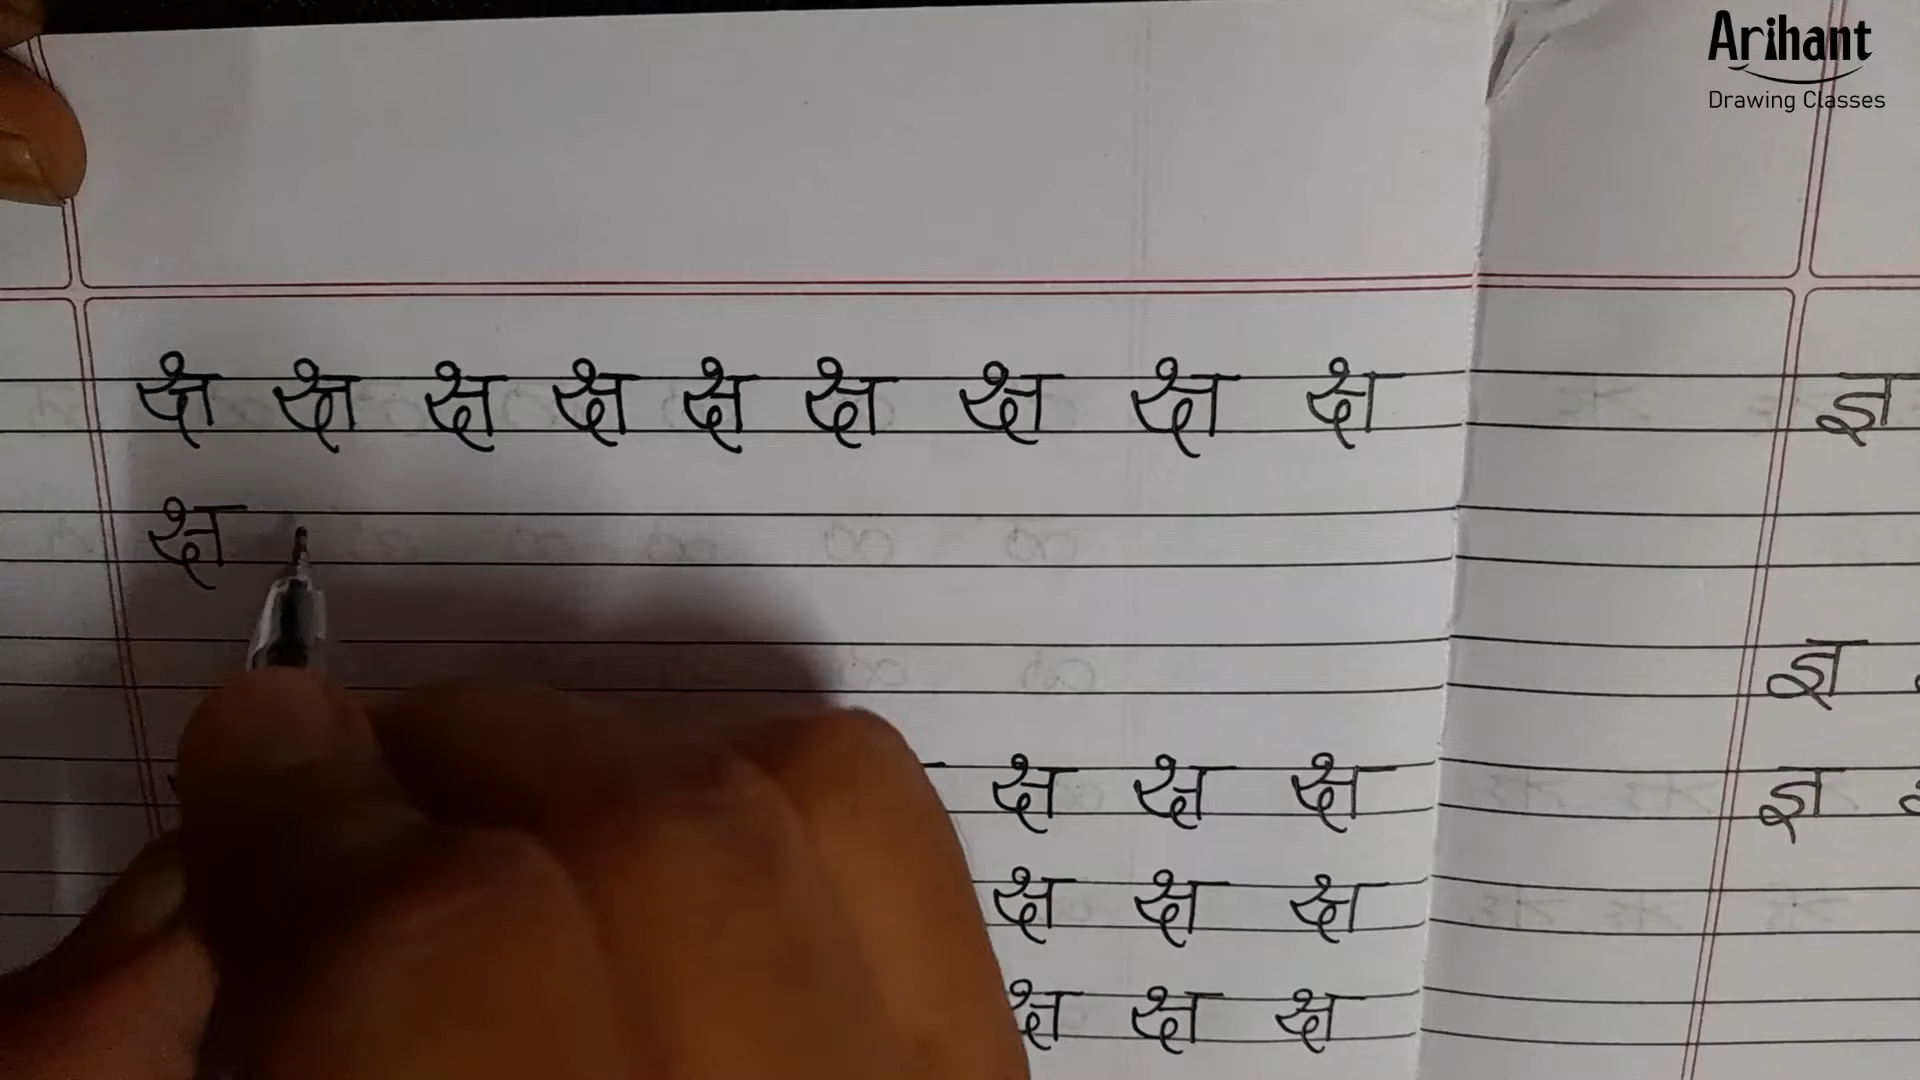 Arihant
Drawing Classes
क्ष क्ष क्ष क्ष क्ष क्ष क्ष क्ष क्ष ज्ञ
क्ष
ज्ञ
क्ष क्ष क्ष ज्ञ
क्ष क्ष क्ष
क्ष क्ष क्ष